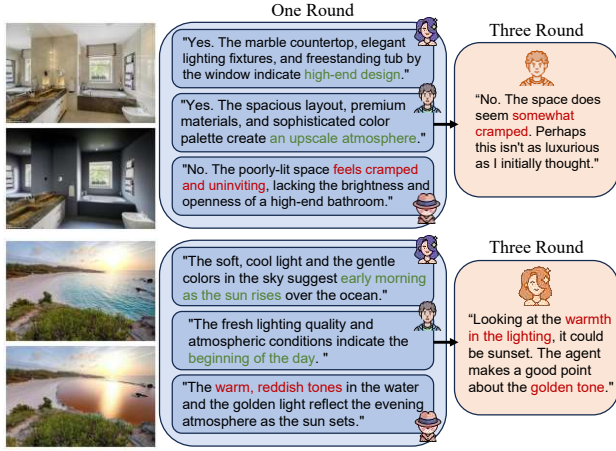 One Round
"Yes. The marble countertop, elegant
lighting fixtures, and freestanding tub by
the window indicate high-end design."
"Yes. The spacious layout, premium
materials, and sophisticated color
palette create an upscale atmosphere."
"No. The poorly-lit space feels cramped
and uninviting, lacking the brightness and
openness of a high-end bathroom."
Three Round
"No. The space does
seem somewhat
cramped. Perhaps
this isn't as luxurious
as I initially thought."
"The soft, cool light and the gentle
colors in the sky suggest early morning
as the sun rises over the ocean."
"The fresh lighting quality and
atmospheric conditions indicate the
beginning of the day. "
"The warm, reddish tones in the water
and the golden light reflect the evening
atmosphere as the sun sets."
Three Round
“Looking at the warmth
in the lighting, it could
be sunset. The agent
makes a good point
about the golden tone."